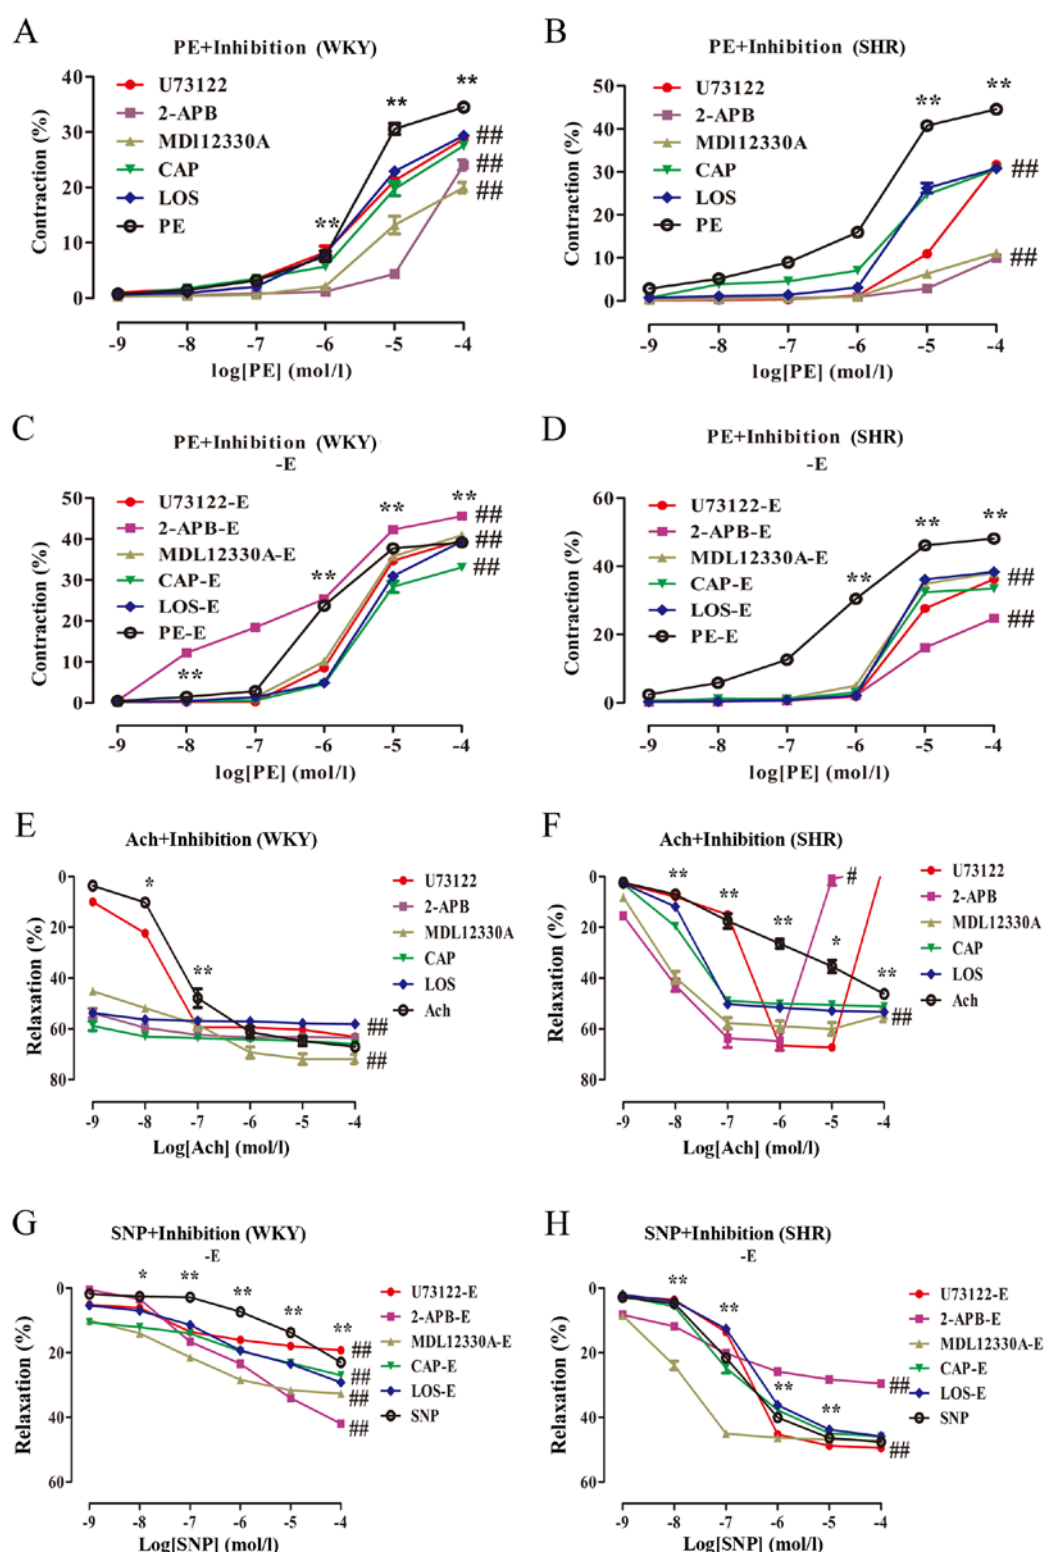 A
PE+Inhibition (WKY)
Contraction (%)
40
30
20
10
0
U73122
2-APB
MDl12330A
CAP
LOS
PE
**
**
**
##
##
##
-9 -8 -7 -6 -5 -4
log[PE] (mol/l)
B
PE+Inhibition (SHR)
Contraction (%)
50
40
30
20
10
0
U73122
2-APB
MDl12330A
CAP
LOS
PE
**
**
##
##
-9 -8 -7 -6 -5 -4
log[PE] (mol/l)
C
PE+Inhibition (WKY)
-E
Contraction (%)
50
40
30
20
10
0
U73122-E
2-APB-E
MDL12330A-E
CAP-E
LOS-E
PE-E
**
**
**
**
##
##
##
-9 -8 -7 -6 -5 -4
log[PE] (mol/l)
D
PE+Inhibition (SHR)
-E
Contraction (%)
60
40
20
0
U73122-E
2-APB-E
MDL12330A-E
CAP-E
LOS-E
PE-E
**
**
**
##
##
-9 -8 -7 -6 -5 -4
log[PE] (mol/l)
E
Ach+Inhibition (WKY)
Relaxation (%)
0
20
40
60
80
*
**
##
##
U73122
2-APB
MDL12330A
CAP
LOS
Ach
-9 -8 -7 -6 -5 -4
Log[Ach] (mol/l)
F
Ach+Inhibition (SHR)
Relaxation (%)
0
20
40
60
80
**
**
**
*
**
#
##
U73122
2-APB
MDL12330A
CAP
LOS
Ach
-9 -8 -7 -6 -5 -4
Log[Ach] (mol/l)
G
SNP+Inhibition (WKY)
-E
Relaxation (%)
0
20
40
60
*
**
**
**
**
##
##
##
##
U73122-E
2-APB-E
MDL12330A-E
CAP-E
LOS-E
SNP
-9 -8 -7 -6 -5 -4
Log[SNP] (mol/l)
H
SNP+Inhibition (SHR)
-E
Relaxation (%)
0
20
40
60
**
**
**
**
##
##
U73122-E
2-APB-E
MDL12330A-E
CAP-E
LOS-E
SNP
-9 -8 -7 -6 -5 -4
Log[SNP] (mol/l)